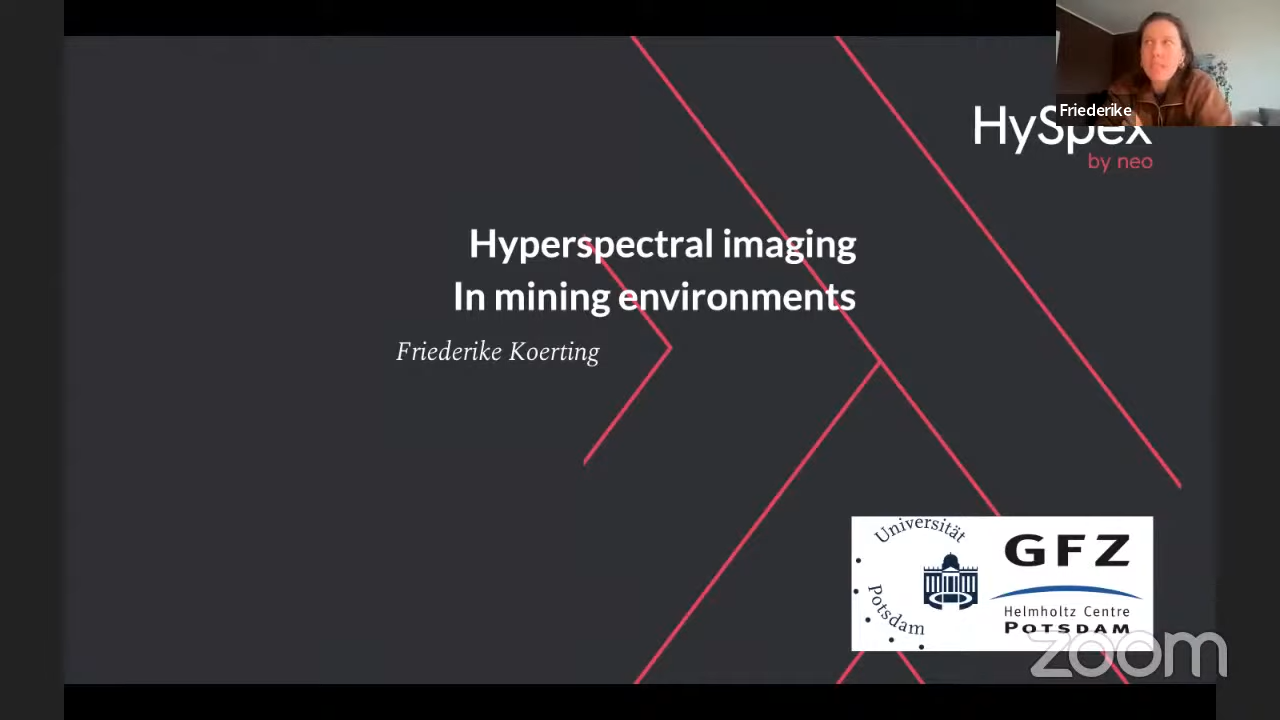 Friederike
HySpex
by neo
Hyperspectral imaging
In mining environments
Friederike Koerting
Universität
Potsdam
GFZ
Helmholtz Centre
POTSDAM
zoom